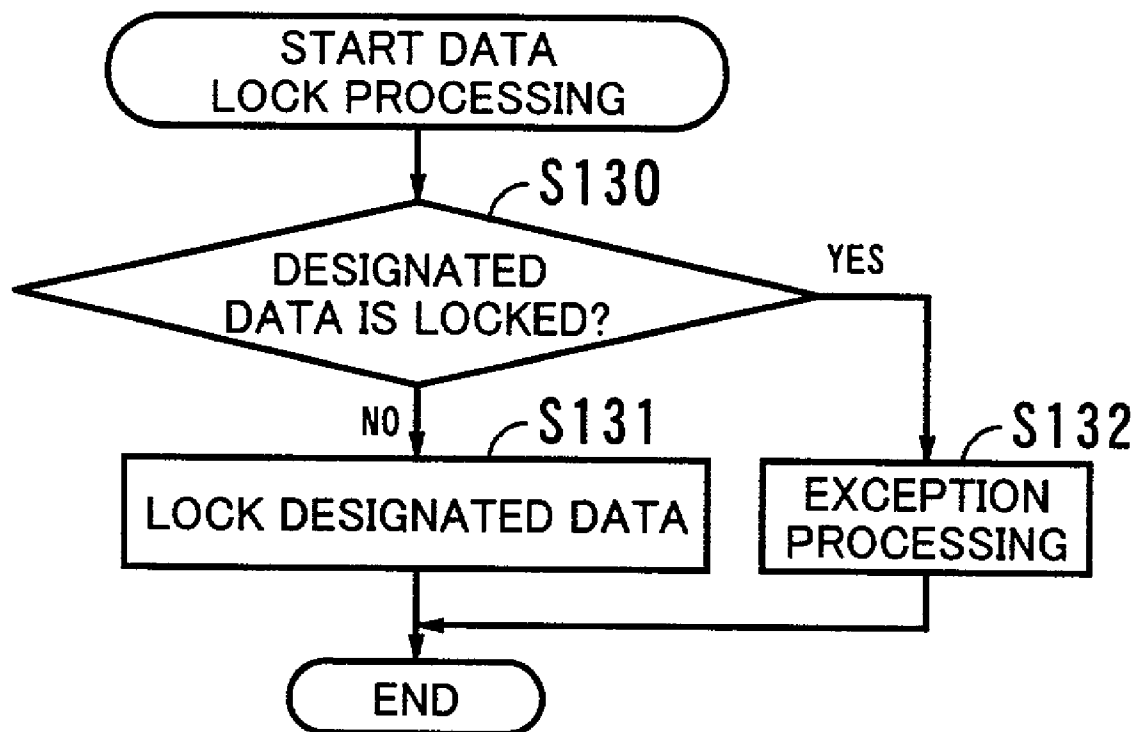 START DATA
LOCK PROCESSING
S130
DESIGNATED
DATA IS LOCKED?
YES
NO
S131
LOCK DESIGNATED DATA
S132
EXCEPTION
PROCESSING
END